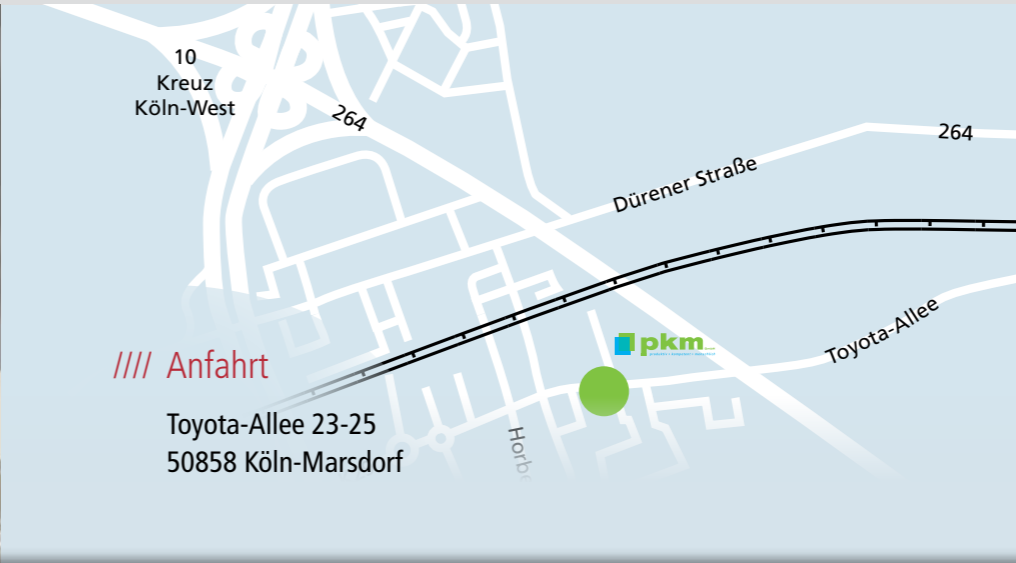 10
Kreuz
Köln-West
264
264
Dürener Straße
pkm
Toyota-Allee
//// Anfahrt
Toyota-Allee 23-25
50858 Köln-Marsdorf
Horbe